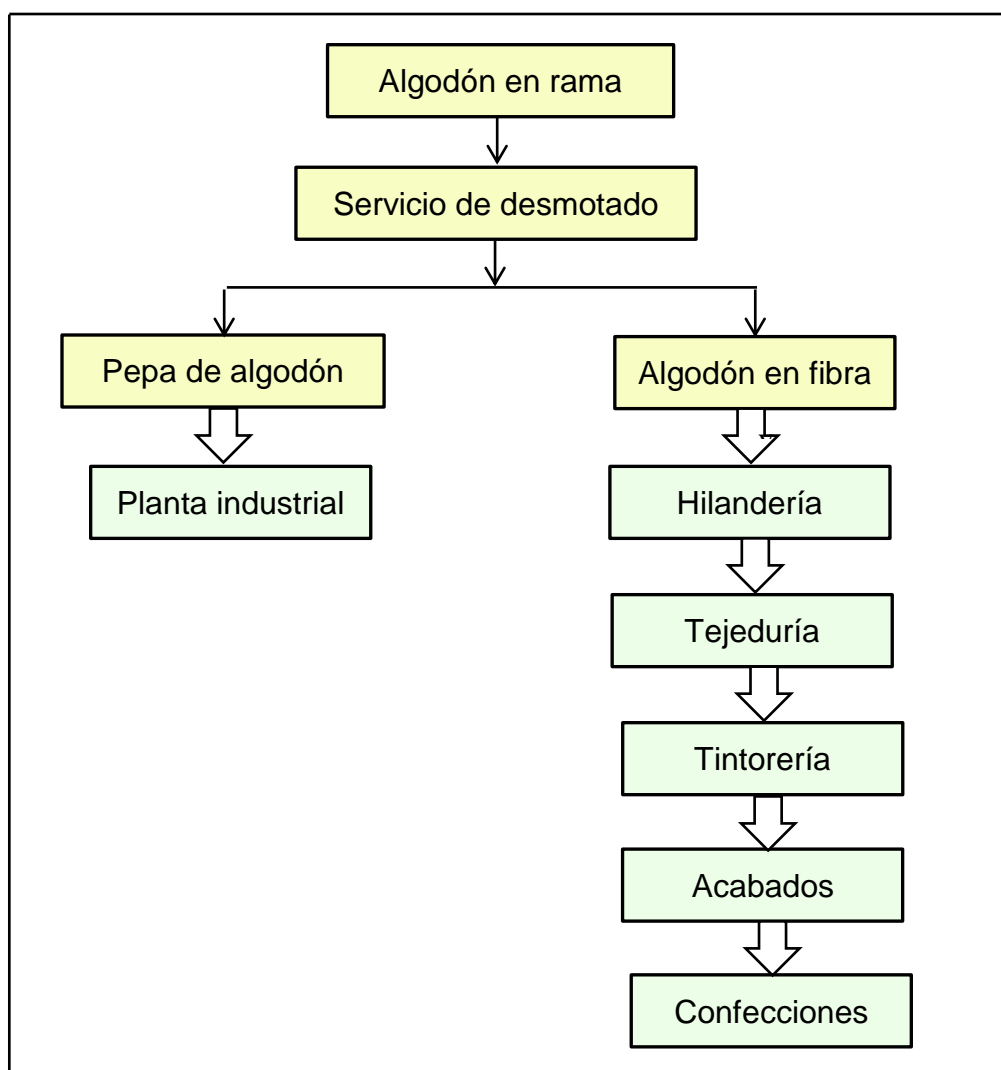 Algodón en rama
Servicio de desmotado
Pepa de algodón
Algodón en fibra
Planta industrial
Hilandería
Tejeduría
Tintorería
Acabados
Confecciones